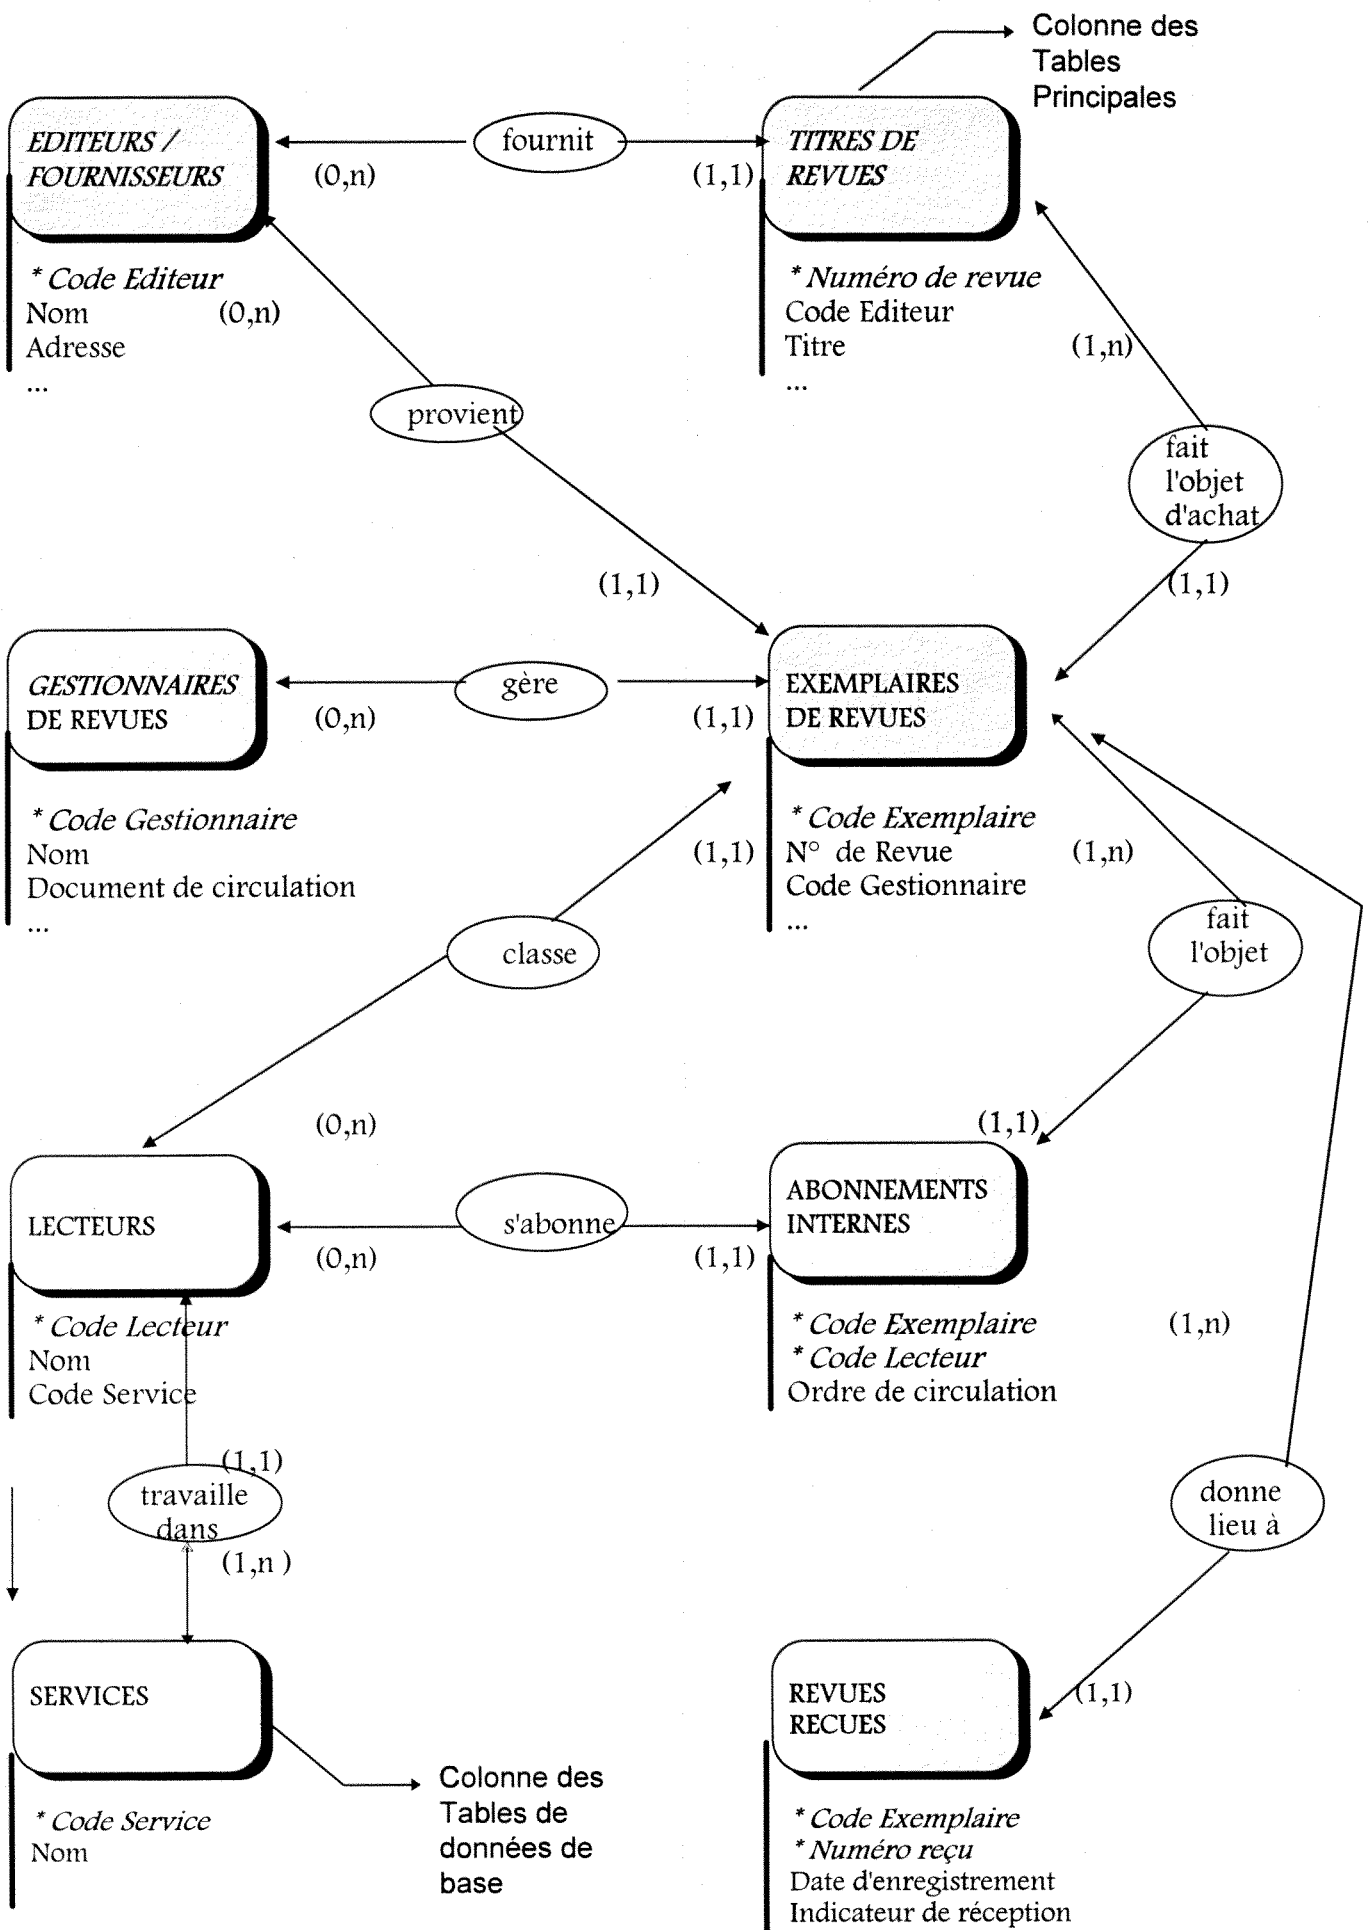 Colonne des
Tables
Principales
EDITEURS /
FOURNISSEURS
fournit
TITRES DE
REVUES
(0,n)
(1,1)
* Code Editeur
Nom
Adresse
...
(0,n)
* Numéro de revue
Code Editeur
Titre
...
(1,n)
provient
fait
l'objet
d'achat
(1,1)
(1,1)
GESTIONNAIRES
DE REVUES
gère
EXEMPLAIRES
DE REVUES
(0,n)
(1,1)
* Code Gestionnaire
Nom
Document de circulation
...
(1,1)
* Code Exemplaire
N° de Revue
Code Gestionnaire
...
(1,n)
classe
fait
l'objet
(0,n)
(1,1)
LECTEURS
s'abonne
ABONNEMENTS
INTERNES
(0,n)
(1,1)
* Code Lecteur
Nom
Code Service
* Code Exemplaire
* Code Lecteur
Ordre de circulation
(1,n)
(1,1)
travaille
dans
(1,n )
donne
lieu à
SERVICES
REVUES
RECUES
(1,1)
* Code Service
Nom
Colonne des
Tables de
données de
base
* Code Exemplaire
* Numéro reçu
Date d'enregistrement
Indicateur de réception